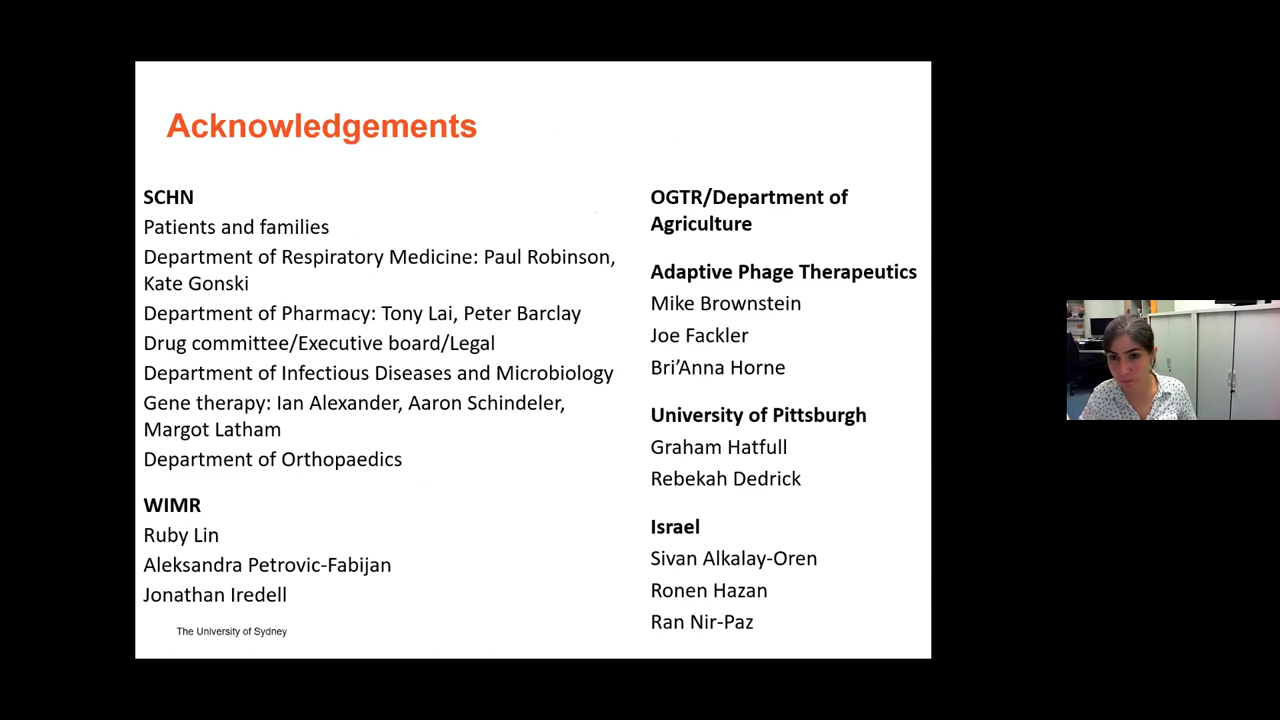 Acknowledgements
SCHN
Patients and families
Department of Respiratory Medicine: Paul Robinson,
Kate Gonski
Department of Pharmacy: Tony Lai, Peter Barclay
Drug committee/Executive board/Legal
Department of Infectious Diseases and Microbiology
Gene therapy: Ian Alexander, Aaron Schindeler,
Margot Latham
Department of Orthopaedics
WIMR
Ruby Lin
Aleksandra Petrovic-Fabijan
Jonathan Iredell
The University of Sydney
OGTR/Department of
Agriculture
Adaptive Phage Therapeutics
Mike Brownstein
Joe Fackler
Bri’Anna Horne
University of Pittsburgh
Graham Hatfull
Rebekah Dedrick
Israel
Sivan Alkalay-Oren
Ronen Hazan
Ran Nir-Paz